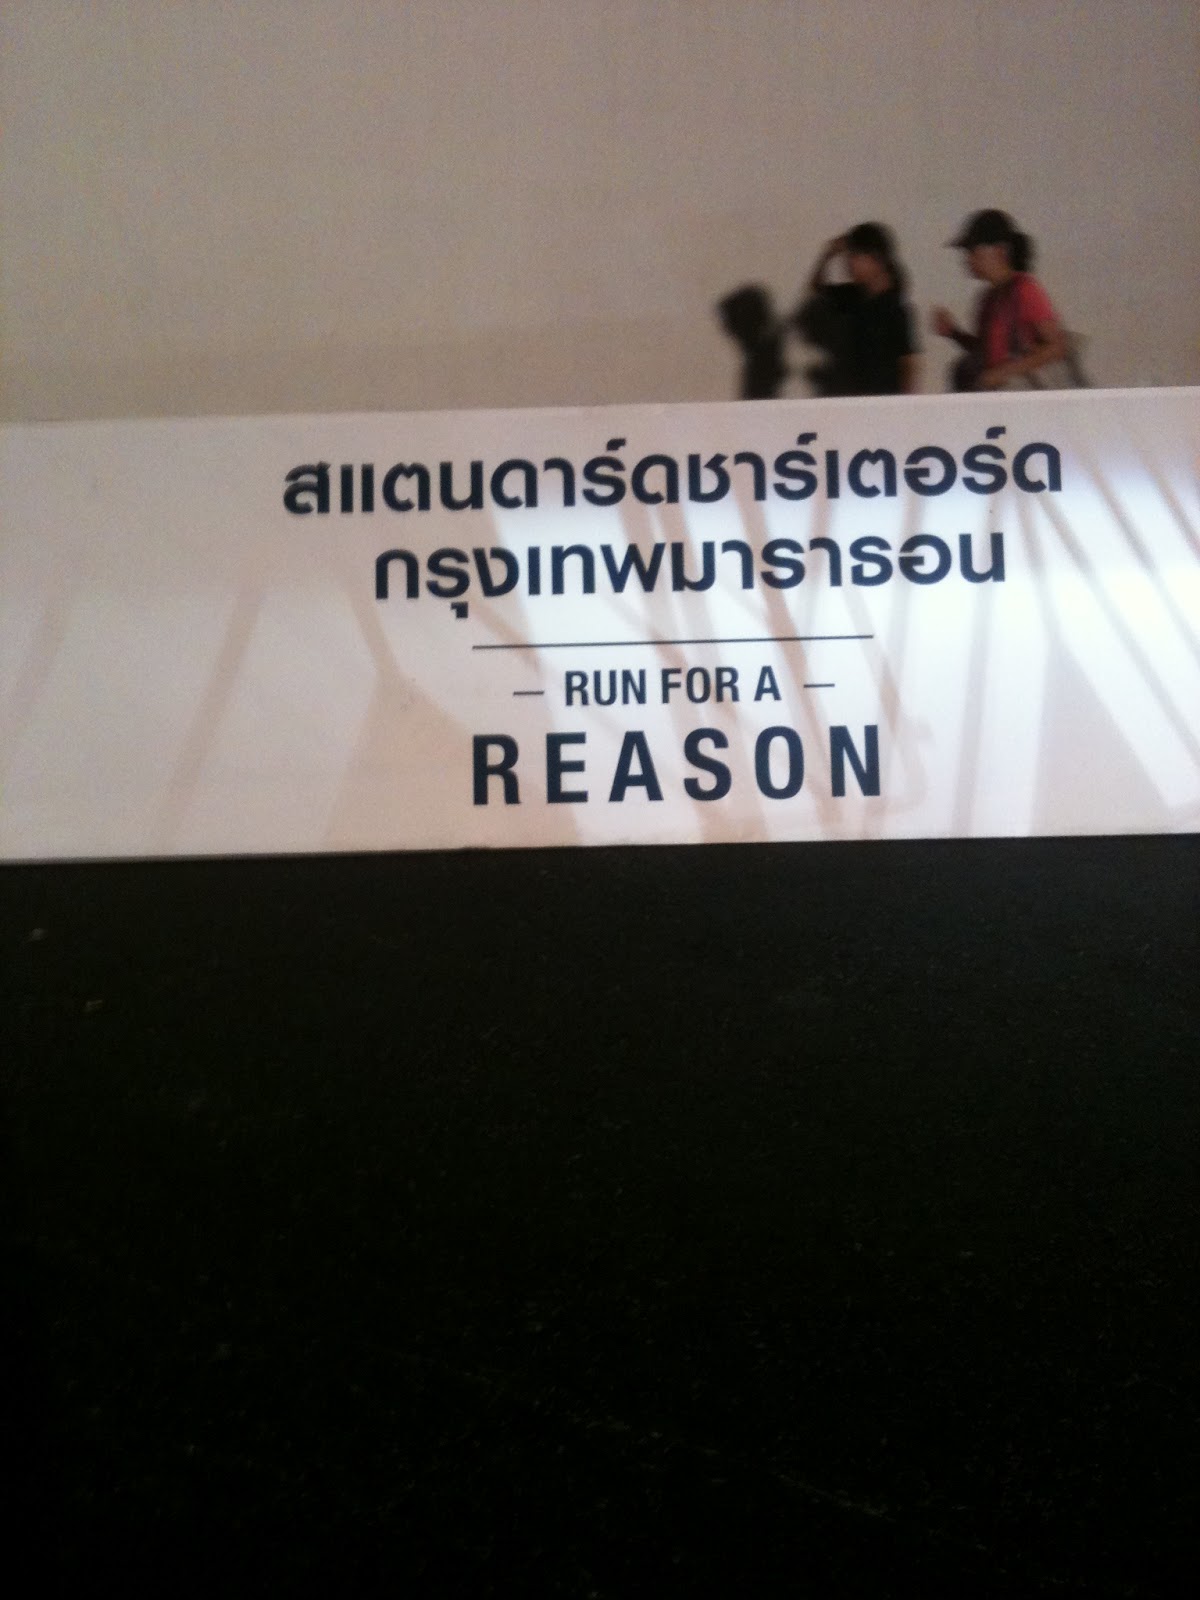 สแตนดาร์ดชาร์เตอร์ด
กรุงเทพมาราธอน
– RUN FOR A –
REASON